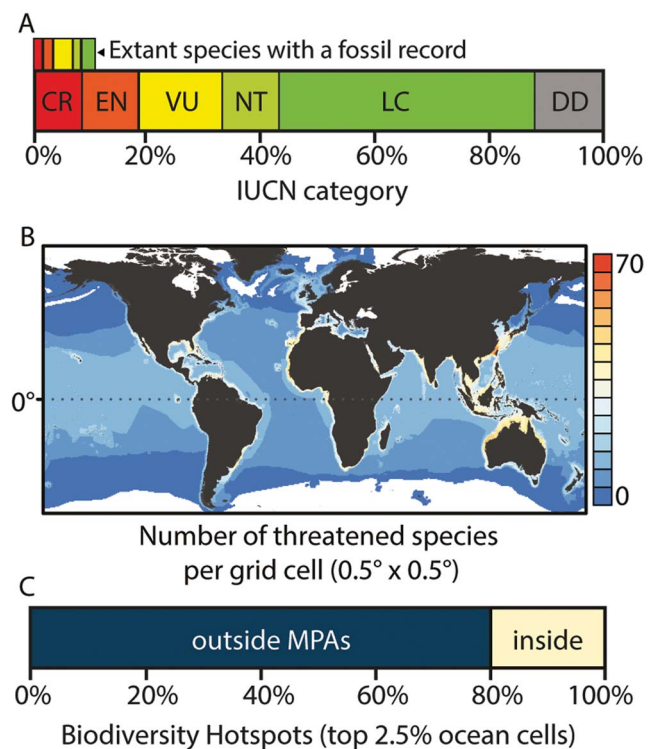 A
◂ Extant species with a fossil record
CR EN VU NT LC DD
0% 20% 40% 60% 80% 100%
IUCN category
B
70
0°
0
Number of threatened species
per grid cell (0.5° x 0.5°)
C
outside MPAs inside
0% 20% 40% 60% 80% 100%
Biodiversity Hotspots (top 2.5% ocean cells)